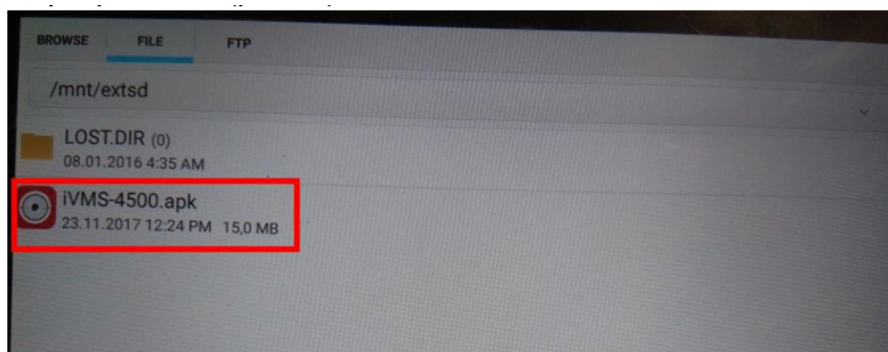 BROWSE FILE FTP
/mnt/extsd
LOST.DIR (0)
08.01.2016 4:35 AM
iVMS-4500.apk
23.11.2017 12:24 PM 15,0 MB